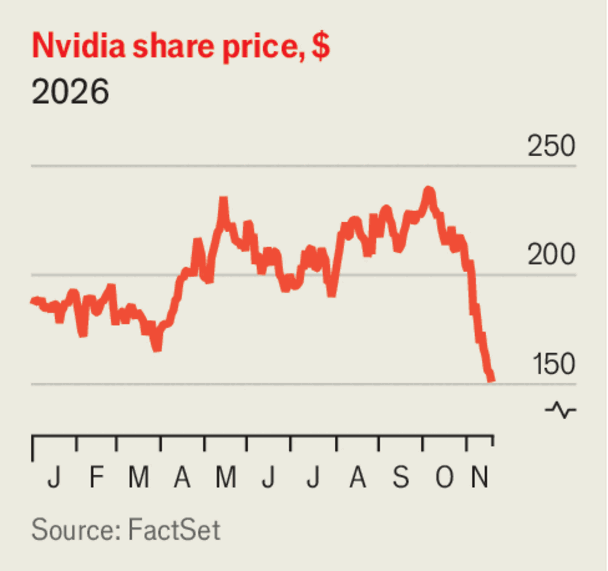 Nvidia share price, $
2026
250
200
150
J F M A M J J A S O N
Source: FactSet